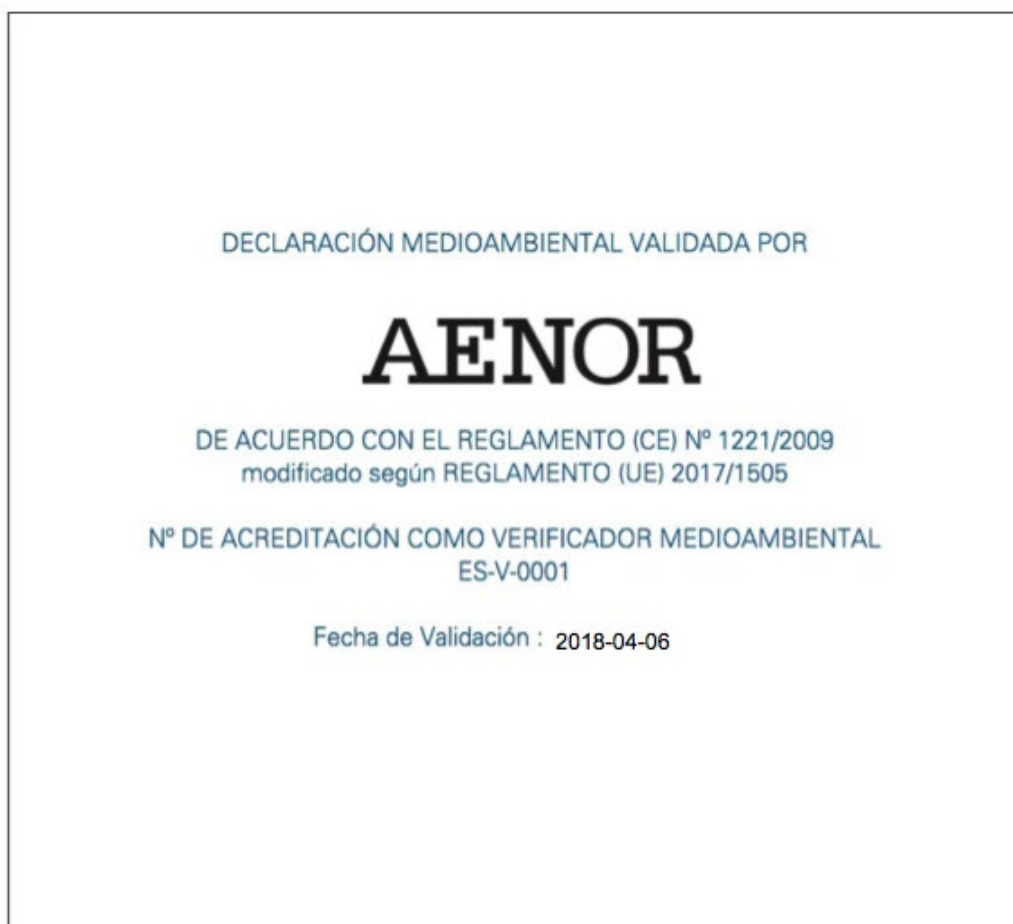 DECLARACIÓN MEDIOAMBIENTAL VALIDADA POR
AENOR
DE ACUERDO CON EL REGLAMENTO (CE) Nº 1221/2009
modificado según REGLAMENTO (UE) 2017/1505
Nº DE ACREDITACIÓN COMO VERIFICADOR MEDIOAMBIENTAL
ES-V-0001
Fecha de Validación : 2018-04-06